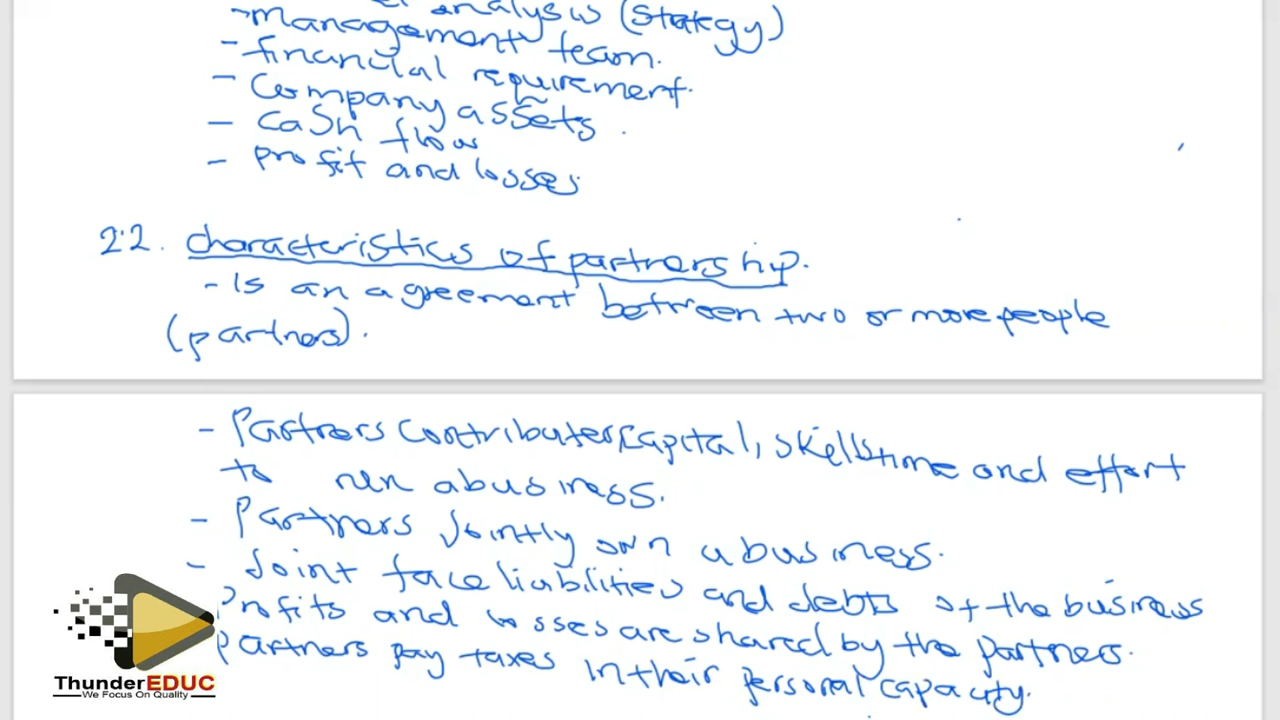 analysis (Stategy)
- management team.
- financial requirement.
- Company assets.
- Cash flow
- profit and losses
2.2. characteristics of partnership.
- Is an agreement between two or more people
(partners).
- Partners contributes capital, skills time and effort
to run a business.
- Partners Jointly own a business.
- Joint face liabilities and debts of the business
Profits and losses are shared by the partners.
partners pay taxes in their personal capacity.
ThunderEDUC
We Focus On Quality